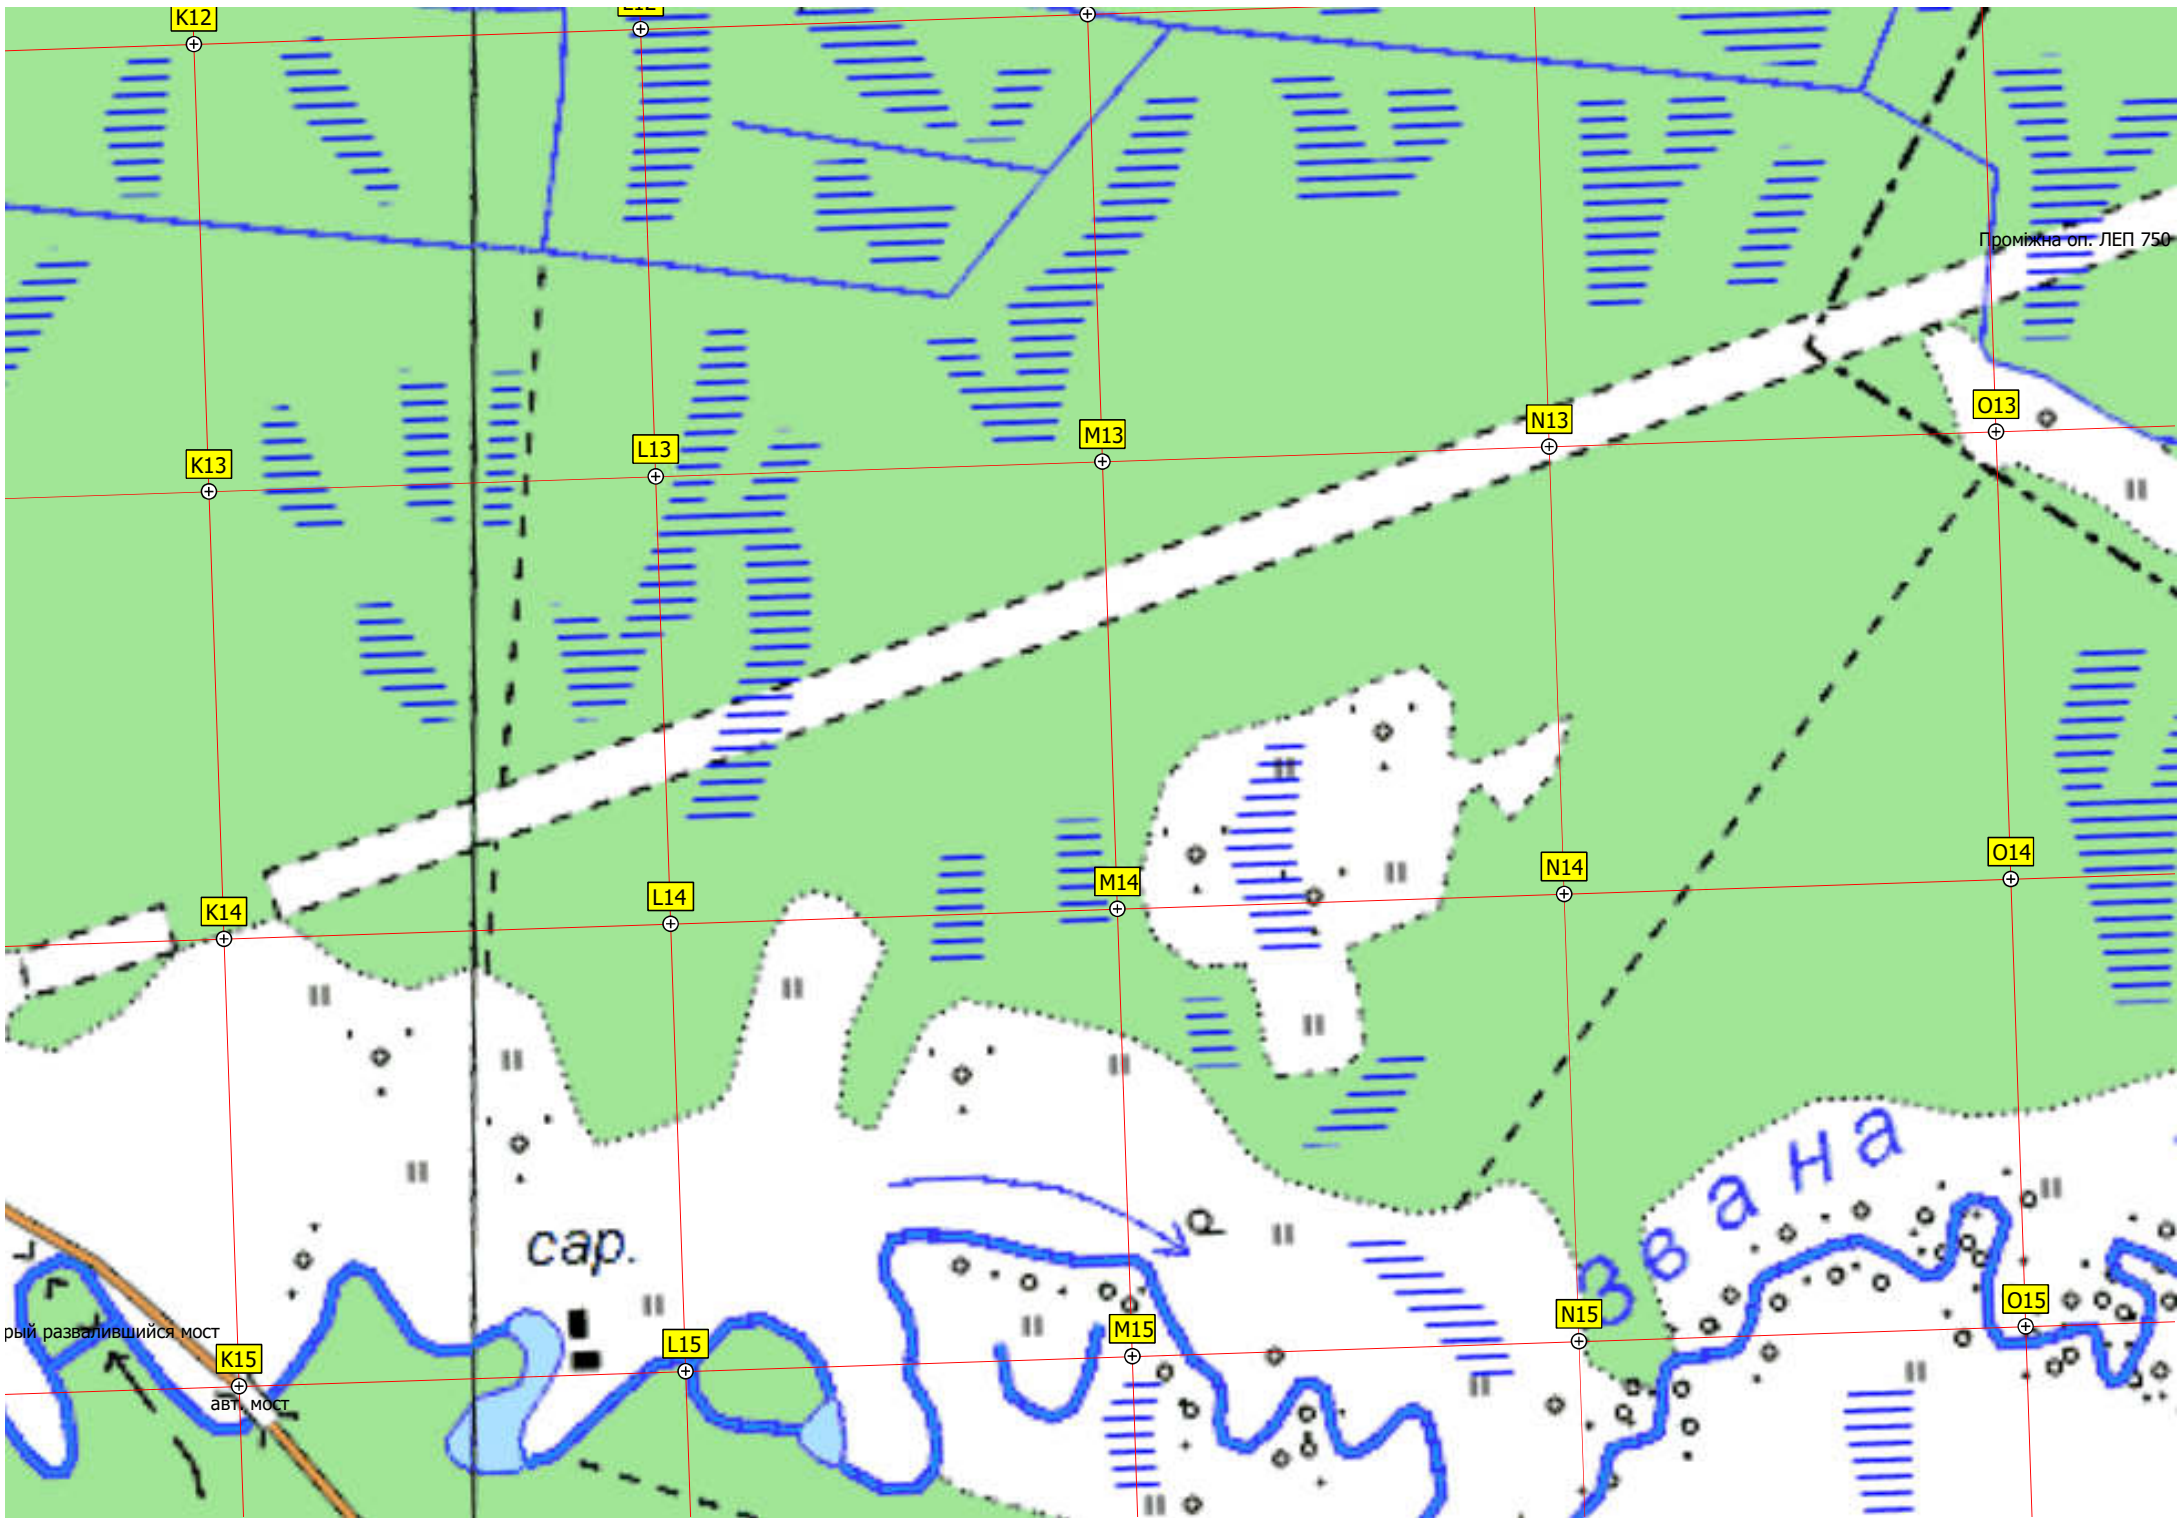 K12
L12
Проміжна оп. ЛЕП 750
K13
L13
M13
N13
O13
K14
L14
M14
N14
O14
сар.
Звана
рый развалившийся мост
K15
L15
M15
N15
O15
авт. мост